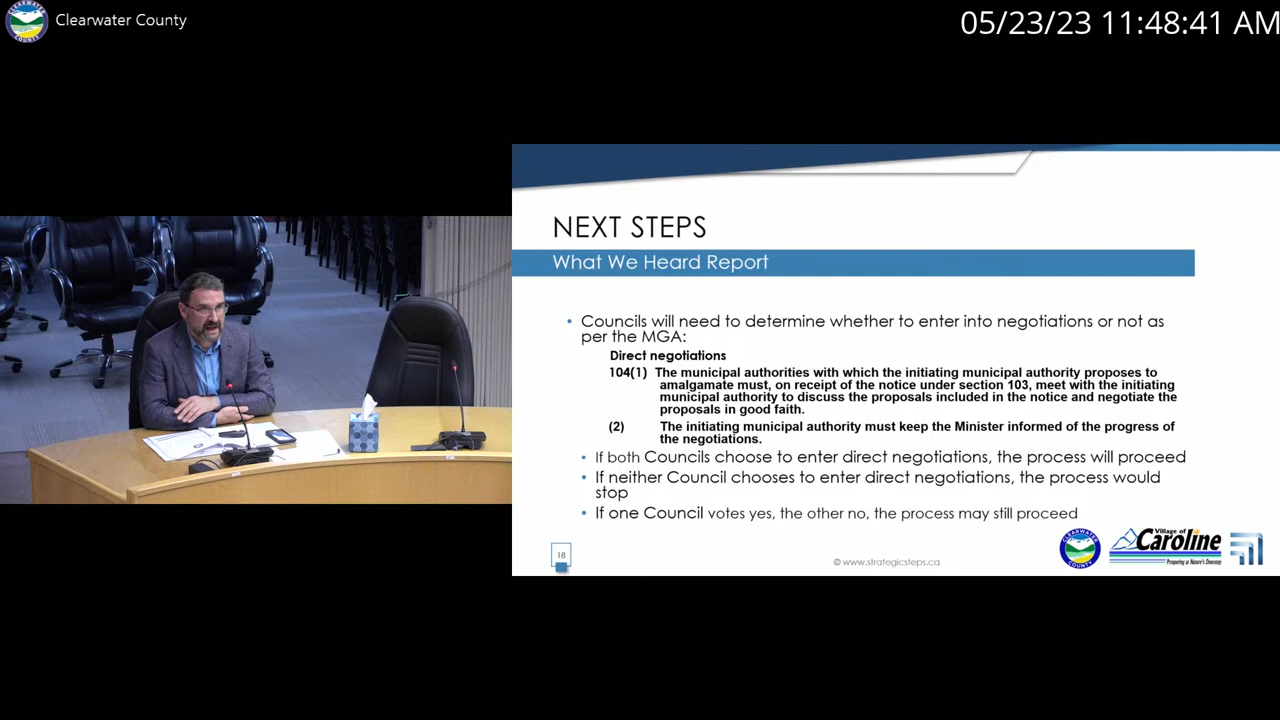 Clearwater County
05/23/23 11:48:41 AM
NEXT STEPS
What We Heard Report
• Councils will need to determine whether to enter into negotiations or not as
per the MGA:
Direct negotiations
104(1) The municipal authorities with which the initiating municipal authority proposes to
amalgamate must, on receipt of the notice under section 103, meet with the initiating
municipal authority to discuss the proposals included in the notice and negotiate the
proposals in good faith.
(2) The initiating municipal authority must keep the Minister informed of the progress of
the negotiations.
• If both Councils choose to enter direct negotiations, the process will proceed
• If neither Council chooses to enter direct negotiations, the process would
stop
• If one Council votes yes, the other no, the process may still proceed
18
© www.strategicsteps.ca
CLEARWATER
COUNTY
Village of
Caroline
Prospering at Nature's Doorstep